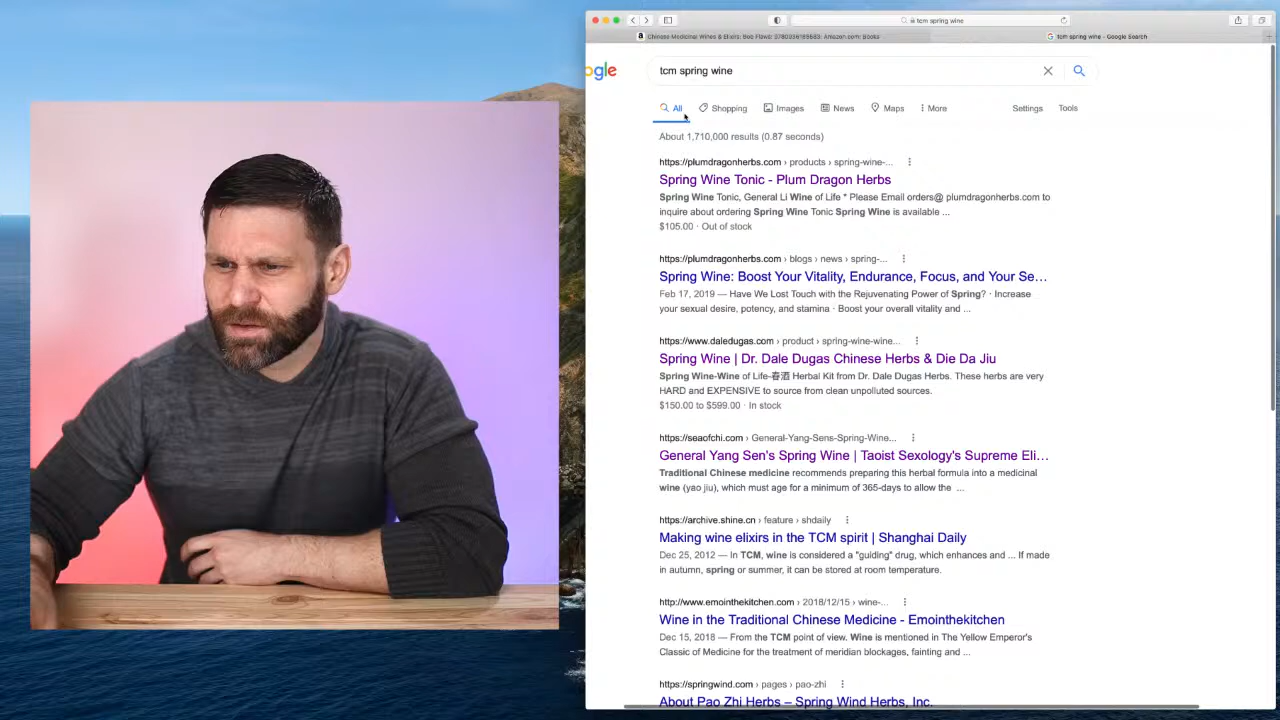 tcm spring wine
Chinese Medicinal Wines & Elixirs: Bob Flaws: 9780936185583: Amazon.com: Books
tcm spring wine - Google Search
ogle
tcm spring wine
All
Shopping
Images
News
Maps
More
Settings
Tools
About 1,710,000 results (0.87 seconds)
https://plumdragonherbs.com › products › spring-wine-...
Spring Wine Tonic - Plum Dragon Herbs
Spring Wine Tonic, General Li Wine of Life * Please Email orders@ plumdragonherbs.com to
inquire about ordering Spring Wine Tonic Spring Wine is available ...
$105.00 · Out of stock
https://plumdragonherbs.com › blogs › news › spring-...
Spring Wine: Boost Your Vitality, Endurance, Focus, and Your Se…
Feb 17, 2019 — Have We Lost Touch with the Rejuvenating Power of Spring? · Increase
your sexual desire, potency, and stamina · Boost your overall vitality and ...
https://www.daledugas.com › product › spring-wine-wine...
Spring Wine | Dr. Dale Dugas Chinese Herbs & Die Da Jiu
Spring Wine-Wine of Life-春酒 Herbal Kit from Dr. Dale Dugas Herbs. These herbs are very
HARD and EXPENSIVE to source from clean unpolluted sources.
$150.00 to $599.00 · In stock
https://seaofchi.com › General-Yang-Sens-Spring-Wine...
General Yang Sen's Spring Wine | Taoist Sexology's Supreme Eli…
Traditional Chinese medicine recommends preparing this herbal formula into a medicinal
wine (yao jiu), which must age for a minimum of 365-days to allow the ...
https://archive.shine.cn › feature › shdaily
Making wine elixirs in the TCM spirit | Shanghai Daily
Dec 25, 2012 — In TCM, wine is considered a "guiding" drug, which enhances and ... If made
in autumn, spring or summer, it can be stored at room temperature.
http://www.emointhekitchen.com › 2018/12/15 › wine-...
Wine in the Traditional Chinese Medicine - Emointhekitchen
Dec 15, 2018 — From the TCM point of view. Wine is mentioned in The Yellow Emperor's
Classic of Medicine for the treatment of meridian blockages, fainting and ...
https://springwind.com › pages › pao-zhi
About Pao Zhi Herbs – Spring Wind Herbs, Inc.